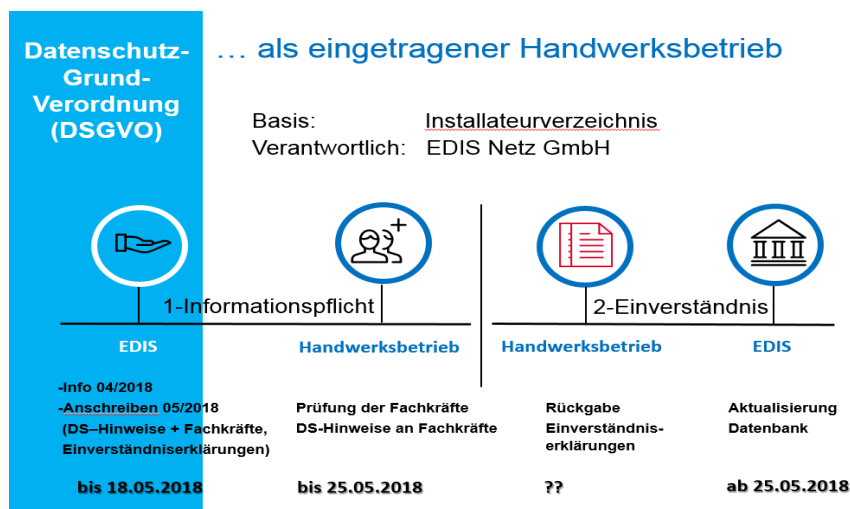 Datenschutz-
Grund-
Verordnung
(DSGVO)
… als eingetragener Handwerksbetrieb
Basis: Installateurverzeichnis
Verantwortlich: EDIS Netz GmbH
1-Informationspflicht
2-Einverständnis
EDIS
-Info 04/2018
-Anschreiben 05/2018
(DS–Hinweise + Fachkräfte,
Einverständniserklärungen)
bis 18.05.2018
Handwerksbetrieb
Prüfung der Fachkräfte
DS-Hinweise an Fachkräfte
bis 25.05.2018
Handwerksbetrieb
Rückgabe
Einverständnis-
erklärungen
??
EDIS
Aktualisierung
Datenbank
ab 25.05.2018